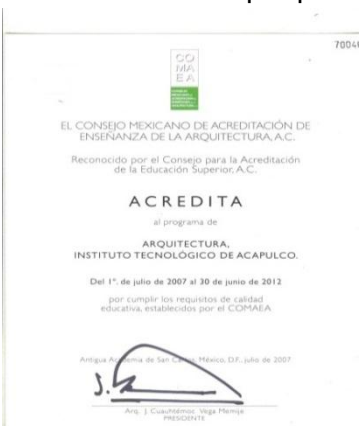 70040
CO
MA
EA
EL CONSEJO MEXICANO DE ACREDITACIÓN DE
ENSEÑANZA DE LA ARQUITECTURA, A.C.
Reconocido por el Consejo para la Acreditación
de la Educación Superior, A.C.
ACREDITA
al programa de
ARQUITECTURA,
INSTITUTO TECNOLÓGICO DE ACAPULCO.
Del 1°. de julio de 2007 al 30 de junio de 2012
por cumplir los requisitos de calidad
educativa, establecidos por el COMAEA
Antigua Academia de San Carlos, México, D.F., julio de 2007
Arq. J. Cuauhtémoc Vega Memije
PRESIDENTE